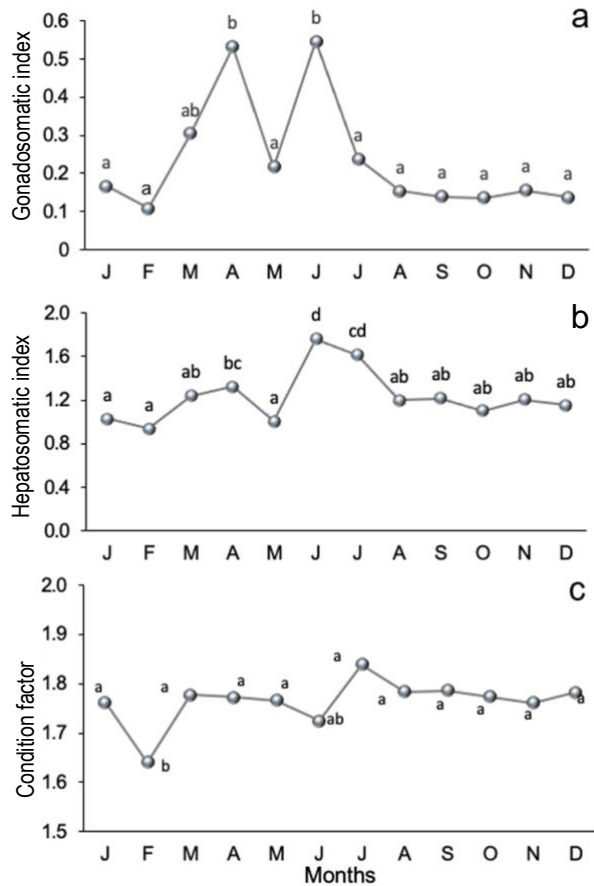 a
0.6
b
b
0.5
0.4
ab
0.3
a
a
a
0.2
a
a
a
a
a
a
0.1
0
J F M A M J J A S O N D
Gonadosomatic index
b
2.0
d
cd
1.6
bc
ab
ab
ab
ab
ab
ab
a
a
a
1.2
0.8
0.4
0.0
J F M A M J J A S O N D
Hepatosomatic index
c
2.0
1.9
a
a
a
a
a
1.8
a
a
a
a
a
ab
1.7
b
1.6
1.5
J F M A M J J A S O N D
Condition factor
Months